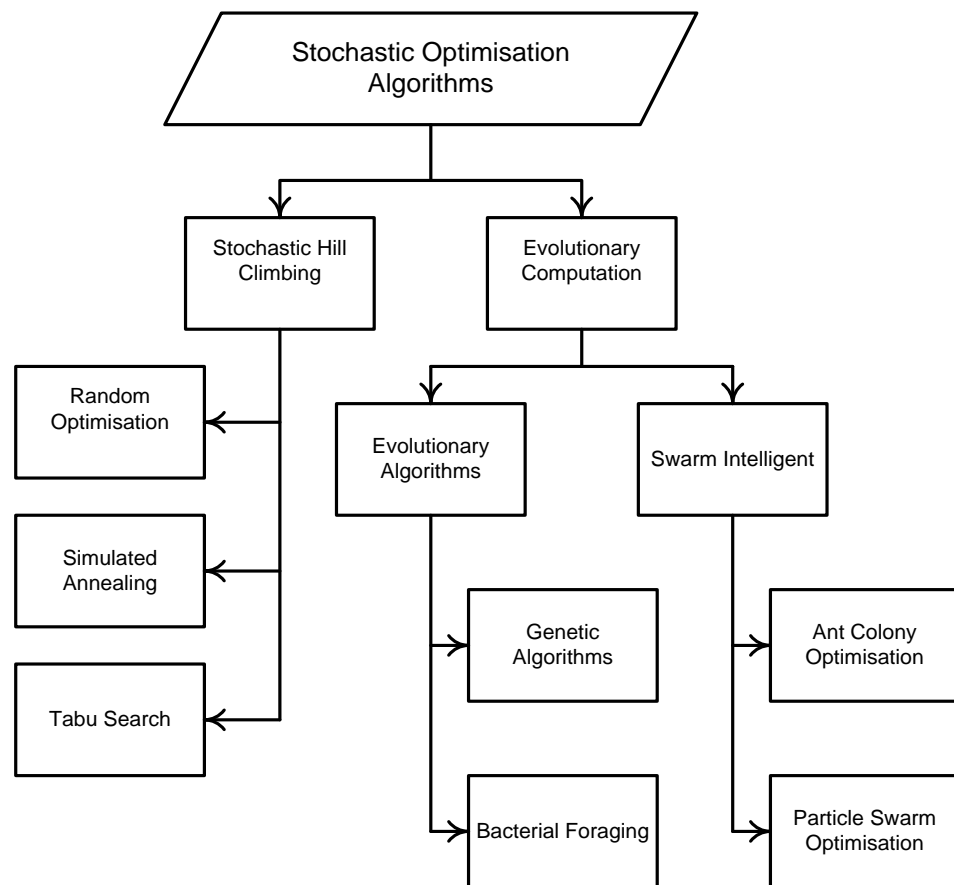 Stochastic Optimisation
Algorithms
Stochastic Hill
Climbing
Evolutionary
Computation
Random
Optimisation
Evolutionary
Algorithms
Swarm Intelligent
Simulated
Annealing
Genetic
Algorithms
Ant Colony
Optimisation
Tabu Search
Bacterial Foraging
Particle Swarm
Optimisation